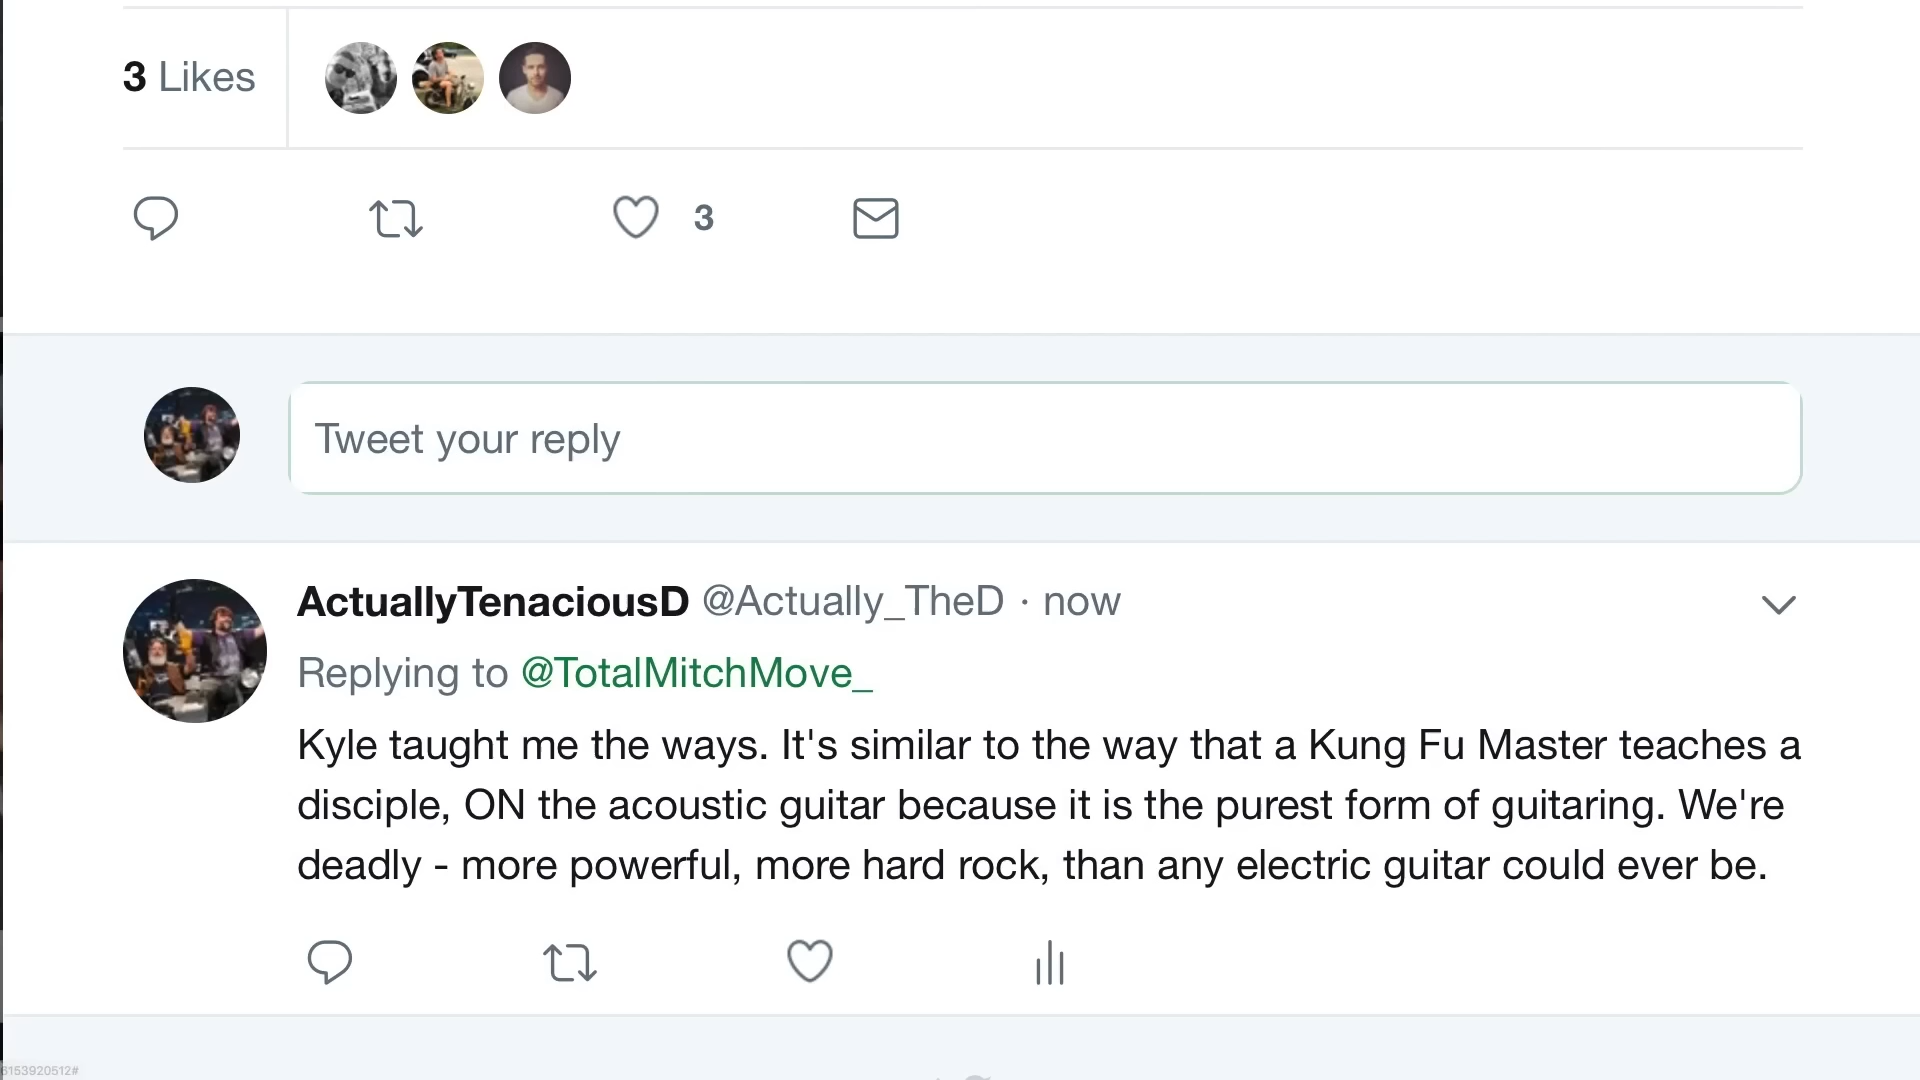 3 Likes
3
Tweet your reply
ActuallyTenaciousD @Actually_TheD · now
Replying to @TotalMitchMove_
Kyle taught me the ways. It's similar to the way that a Kung Fu Master teaches a
disciple, ON the acoustic guitar because it is the purest form of guitaring. We're
deadly - more powerful, more hard rock, than any electric guitar could ever be.
6153920512#